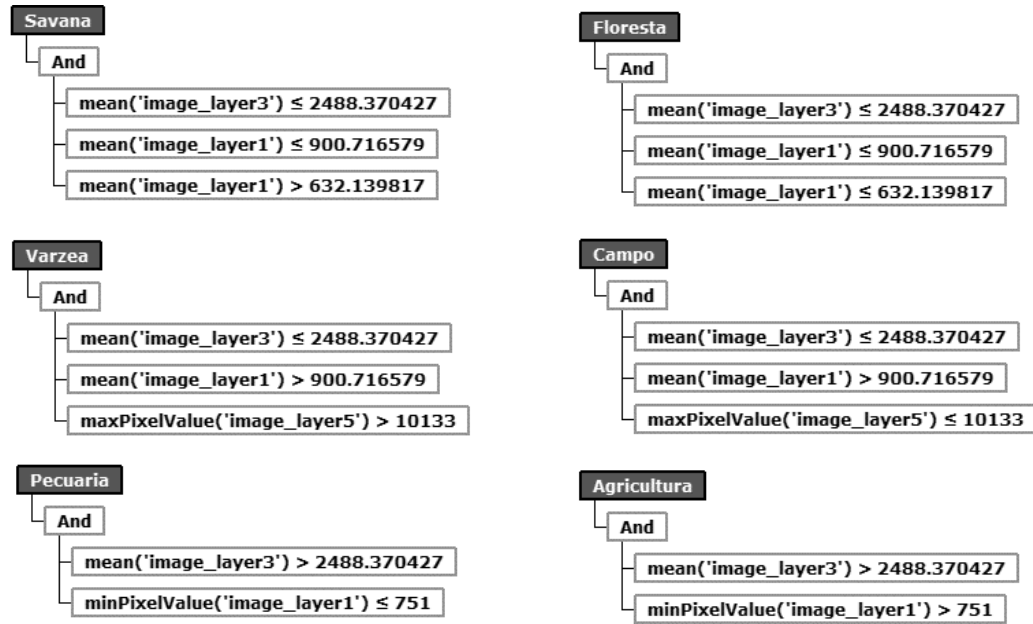 Savana
And
mean('image_layer3') ≤ 2488.370427
mean('image_layer1') ≤ 900.716579
mean('image_layer1') > 632.139817
Floresta
And
mean('image_layer3') ≤ 2488.370427
mean('image_layer1') ≤ 900.716579
mean('image_layer1') ≤ 632.139817
Varzea
And
mean('image_layer3') ≤ 2488.370427
mean('image_layer1') > 900.716579
maxPixelValue('image_layer5') > 10133
Campo
And
mean('image_layer3') ≤ 2488.370427
mean('image_layer1') > 900.716579
maxPixelValue('image_layer5') ≤ 10133
Pecuaria
And
mean('image_layer3') > 2488.370427
minPixelValue('image_layer1') ≤ 751
Agricultura
And
mean('image_layer3') > 2488.370427
minPixelValue('image_layer1') > 751